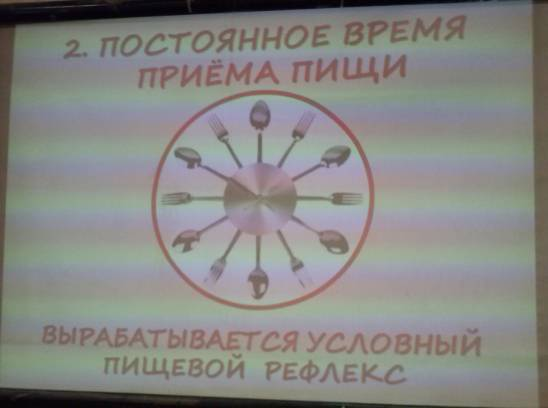 2. ПОСТОЯННОЕ ВРЕМЯ
ПРИЁМА ПИЩИ
ВЫРАБАТЫВАЕТСЯ УСЛОВНЫЙ
ПИЩЕВОЙ РЕФЛЕКС